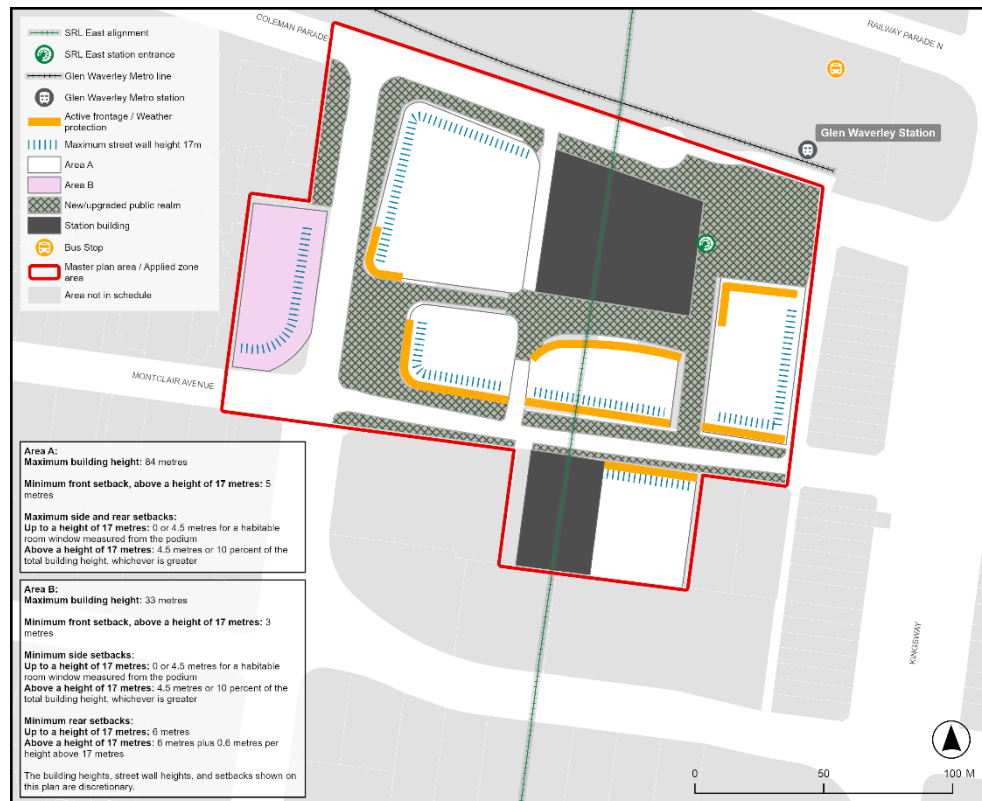 SRL East alignment
SRL East station entrance
Glen Waverley Metro line
Glen Waverley Metro station
Active frontage / Weather
protection
Maximum street wall height 17m
Area A
Area B
New/upgraded public realm
Station building
Bus Stop
Master plan area / Applied zone
area
Area not in schedule
COLEMAN PARADE
RAILWAY PARADE N
Glen Waverley Station
MONTCLAIR AVENUE
KINGSWAY
Area A:
Maximum building height: 84 metres
Minimum front setback, above a height of 17 metres: 5
metres
Maximum side and rear setbacks:
Up to a height of 17 metres: 0 or 4.5 metres for a habitable
room window measured from the podium
Above a height of 17 metres: 4.5 metres or 10 percent of the
total building height, whichever is greater
Area B:
Maximum building height: 33 metres
Minimum front setback, above a height of 17 metres: 3
metres
Minimum side setbacks:
Up to a height of 17 metres: 0 or 4.5 metres for a habitable
room window measured from the podium
Above a height of 17 metres: 4.5 metres or 10 percent of the
total building height, whichever is greater
Minimum rear setbacks:
Up to a height of 17 metres: 6 metres
Above a height of 17 metres: 6 metres plus 0.6 metres per
height above 17 metres
The building heights, street wall heights, and setbacks shown on
this plan are discretionary.
0 50 100 M